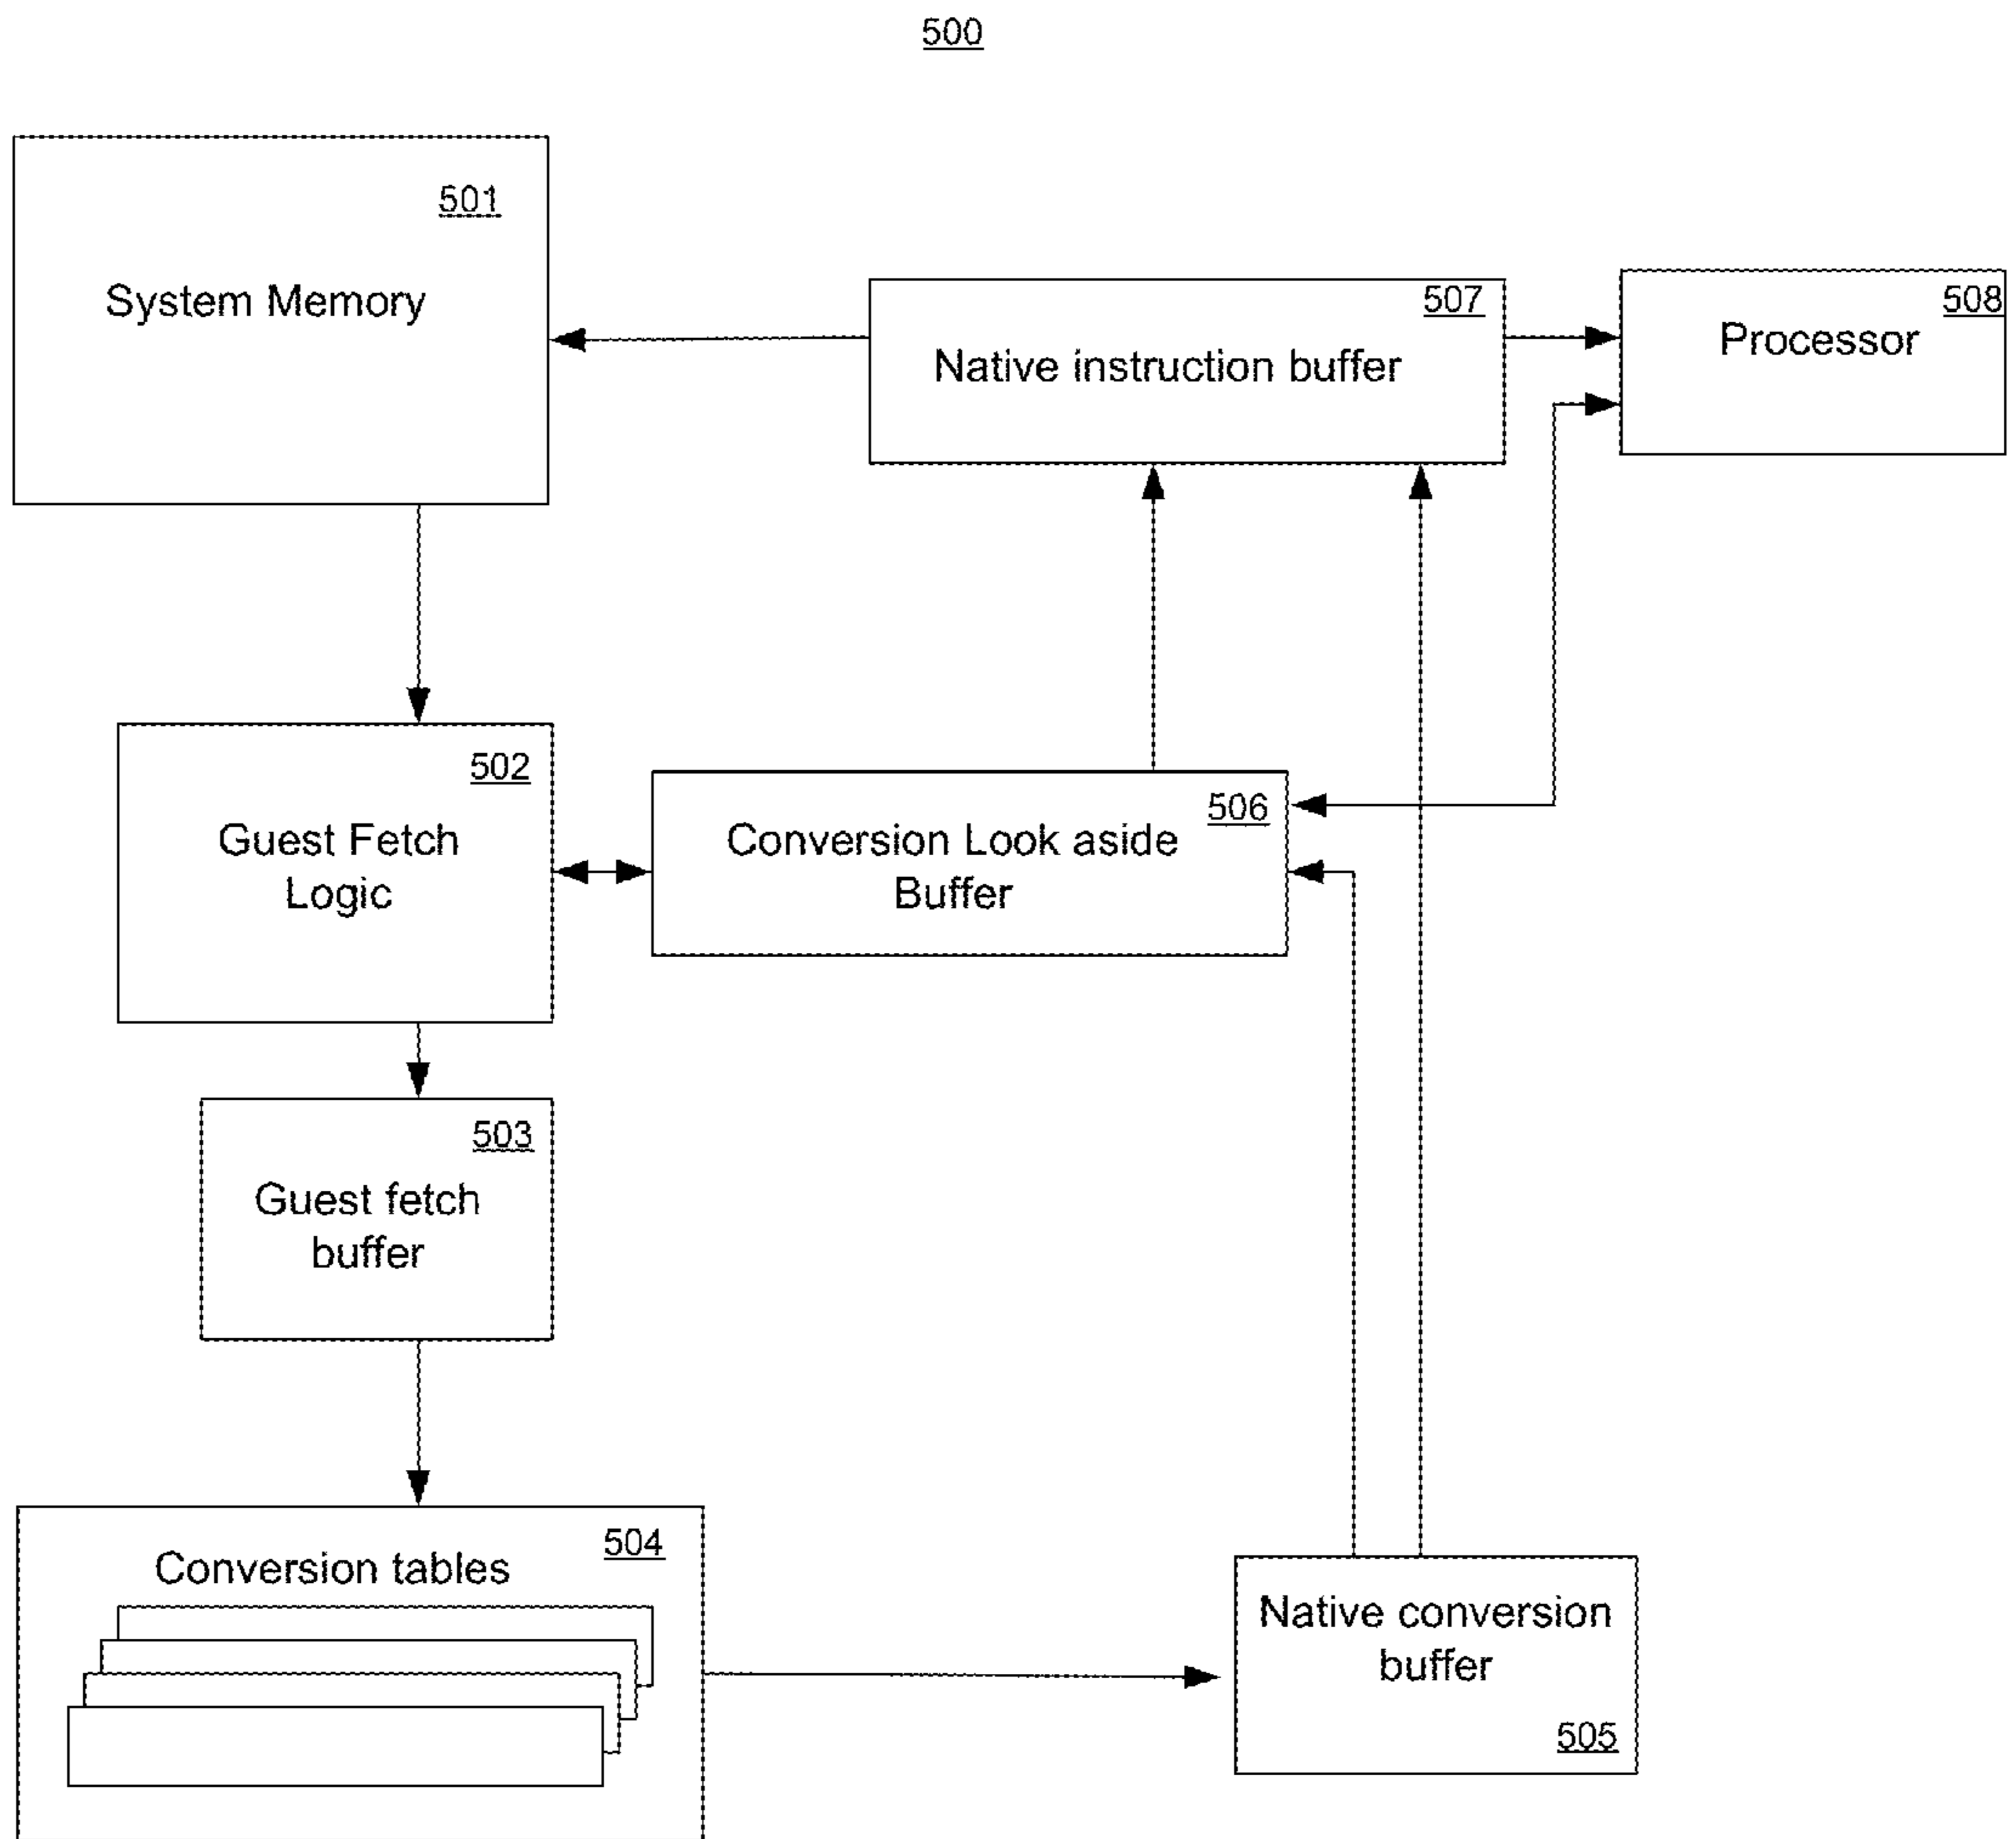 500
501
System Memory
507
Native instruction buffer
508
Processor
502
Guest Fetch
Logic
506
Conversion Look aside
Buffer
503
Guest fetch
buffer
504
Conversion tables
Native conversion
buffer
505